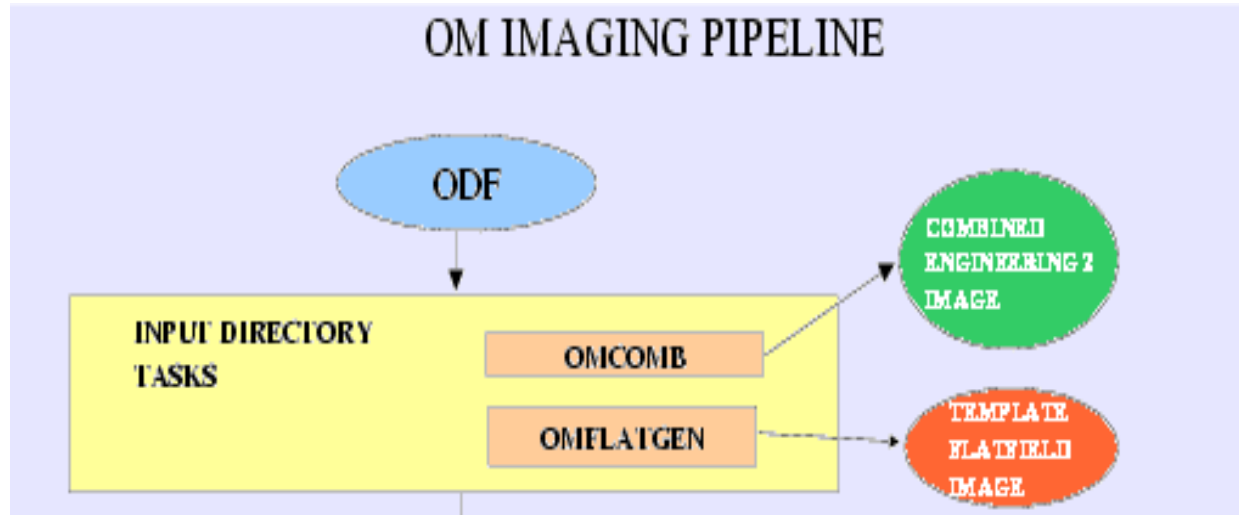 OM IMAGING PIPELINE
ODF
COMBINED
ENGINEERING 2
IMAGE
INPUT DIRECTORY
TASKS
OMCOMB
OMFLATGEN
TEMPLATE
FLATFIELD
IMAGE